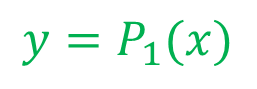 y = P₁(x)